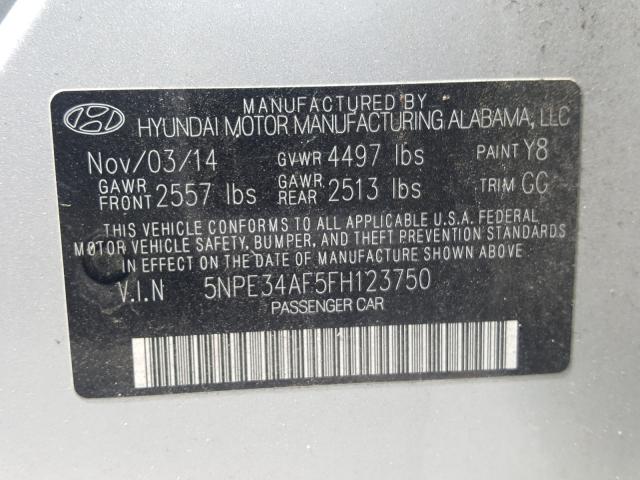 MANUFACTURED BY
HYUNDAI MOTOR MANUFACTURING ALABAMA, LLC
Nov/03/14 GVWR 4497 lbs PAINT Y8
GAWR FRONT 2557 lbs GAWR REAR 2513 lbs TRIM GG
THIS VEHICLE CONFORMS TO ALL APPLICABLE U.S.A. FEDERAL
MOTOR VEHICLE SAFETY, BUMPER, AND THEFT PREVENTION STANDARDS
IN EFFECT ON THE DATE OF MANUFACTURE SHOWN ABOVE.
V.I.N 5NPE34AF5FH123750
PASSENGER CAR